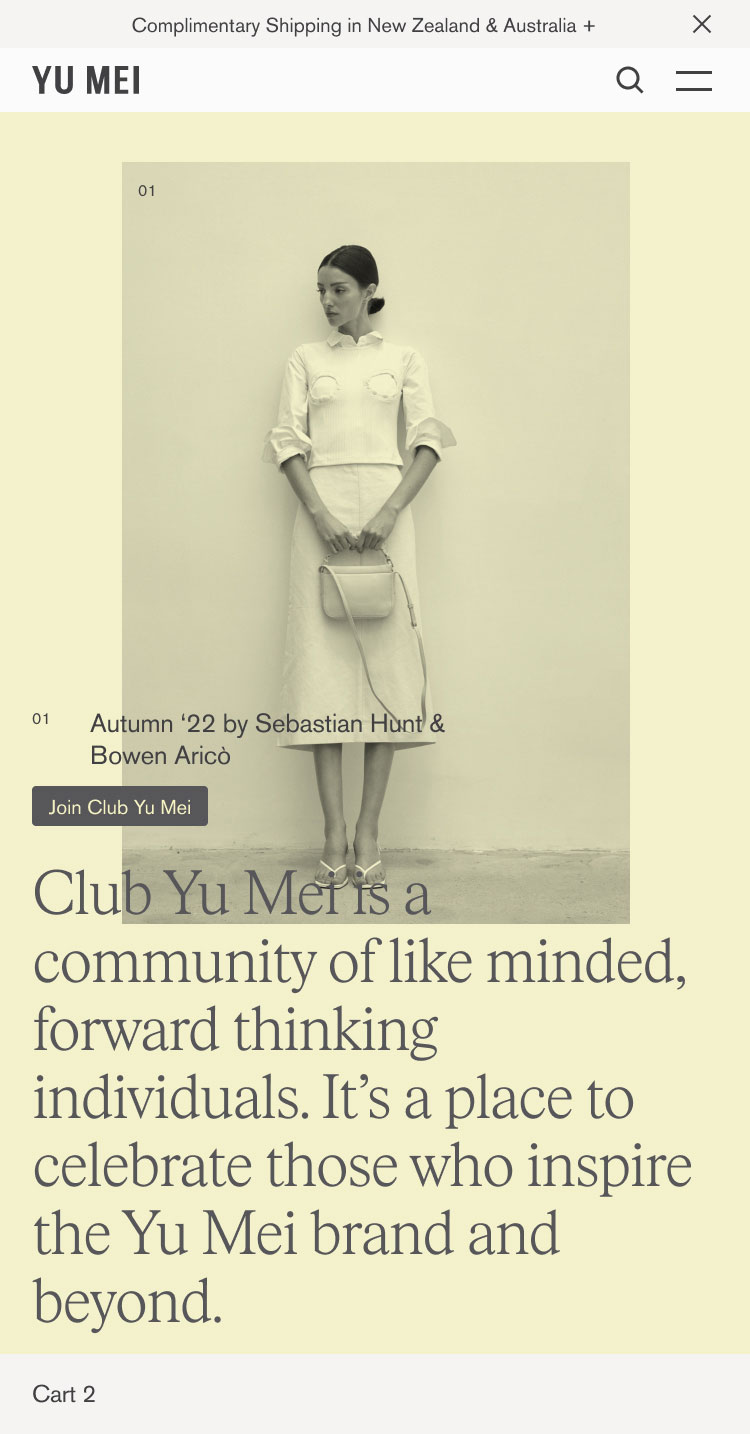 Complimentary Shipping in New Zealand & Australia +
YU MEI
01
01
Autumn ‘22 by Sebastian Hunt &
Bowen Aricò
Join Club Yu Mei
Club Yu Mei is a
community of like minded,
forward thinking
individuals. It’s a place to
celebrate those who inspire
the Yu Mei brand and
beyond.
Cart 2